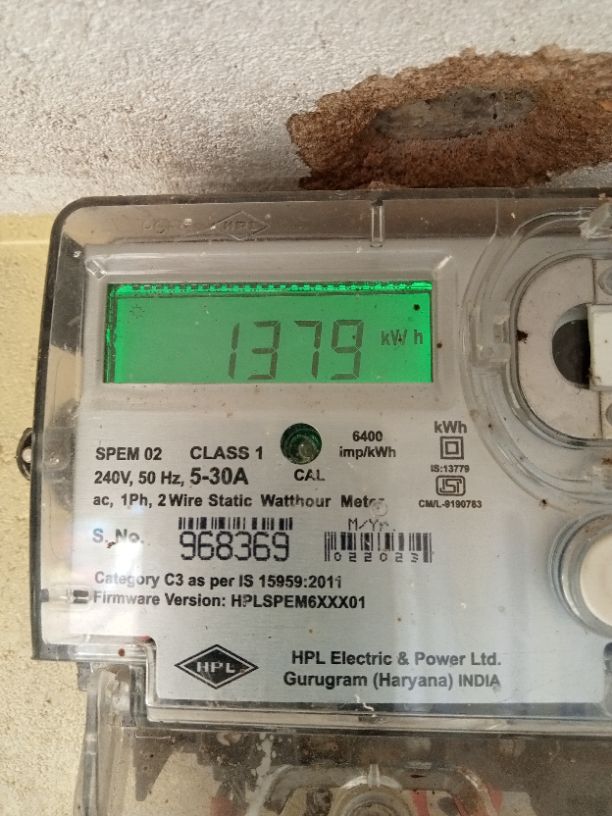 HPL
1379 kWh
SPEM 02 CLASS 1 6400 imp/kWh kWh
240V, 50 Hz, 5-30A CAL IS:13779
ac, 1Ph, 2 Wire Static Watthour Meter CM/L-9190783
S. No. 968369 M/Yr. 022023
Category C3 as per IS 15959:2011
Firmware Version: HPLSPEM6XXX01
HPL HPL Electric & Power Ltd.
Gurugram (Haryana) INDIA